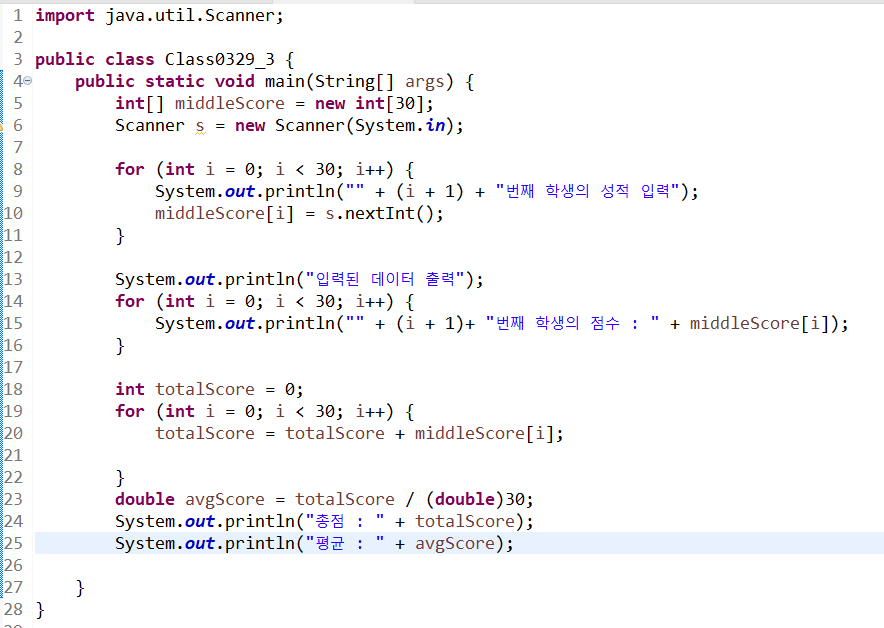 1 import java.util.Scanner;
2
3 public class Class0329_3 {
4     public static void main(String[] args) {
5         int[] middleScore = new int[30];
6         Scanner s = new Scanner(System.in);
7
8         for (int i = 0; i < 30; i++) {
9             System.out.println("" + (i + 1) + "번째 학생의 성적 입력");
10             middleScore[i] = s.nextInt();
11         }
12
13         System.out.println("입력된 데이터 출력");
14         for (int i = 0; i < 30; i++) {
15             System.out.println("" + (i + 1)+ "번째 학생의 점수 : " + middleScore[i]);
16         }
17
18         int totalScore = 0;
19         for (int i = 0; i < 30; i++) {
20             totalScore = totalScore + middleScore[i];
21
22         }
23         double avgScore = totalScore / (double)30;
24         System.out.println("총점 : " + totalScore);
25         System.out.println("평균 : " + avgScore);
26
27     }
28 }